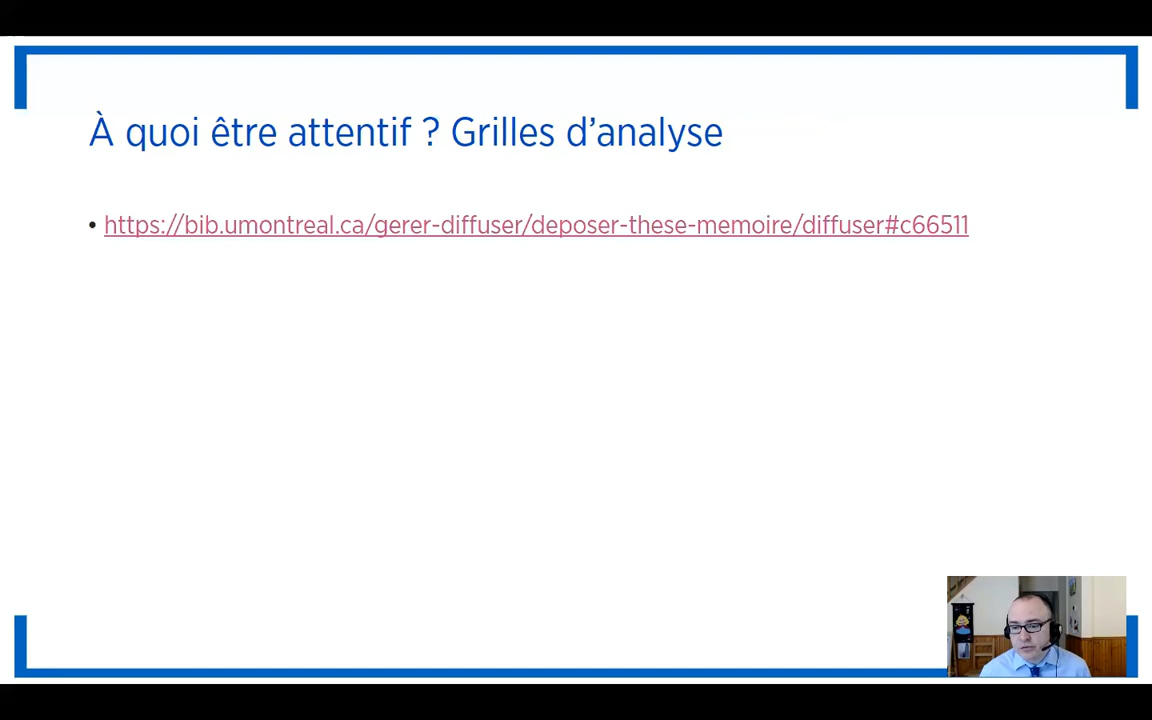 À quoi être attentif ? Grilles d’analyse
• https://bib.umontreal.ca/gerer-diffuser/deposer-these-memoire/diffuser#c66511